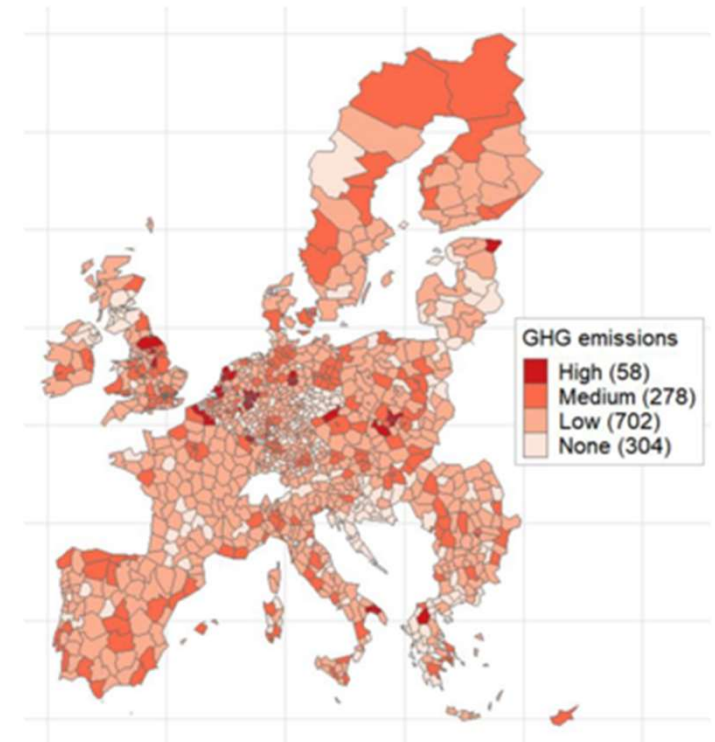 GHG emissions
High (58)
Medium (278)
Low (702)
None (304)